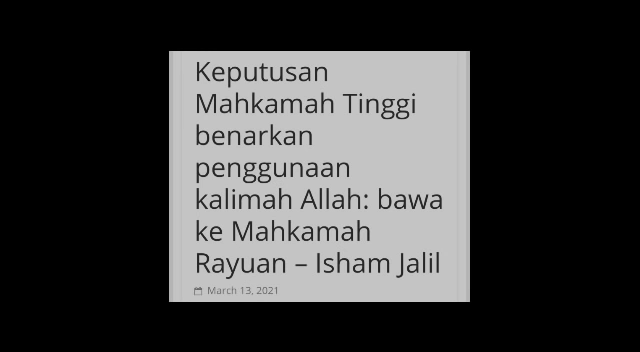 Keputusan
Mahkamah Tinggi
benarkan
penggunaan
kalimah Allah: bawa
ke Mahkamah
Rayuan – Isham Jalil
March 13, 2021